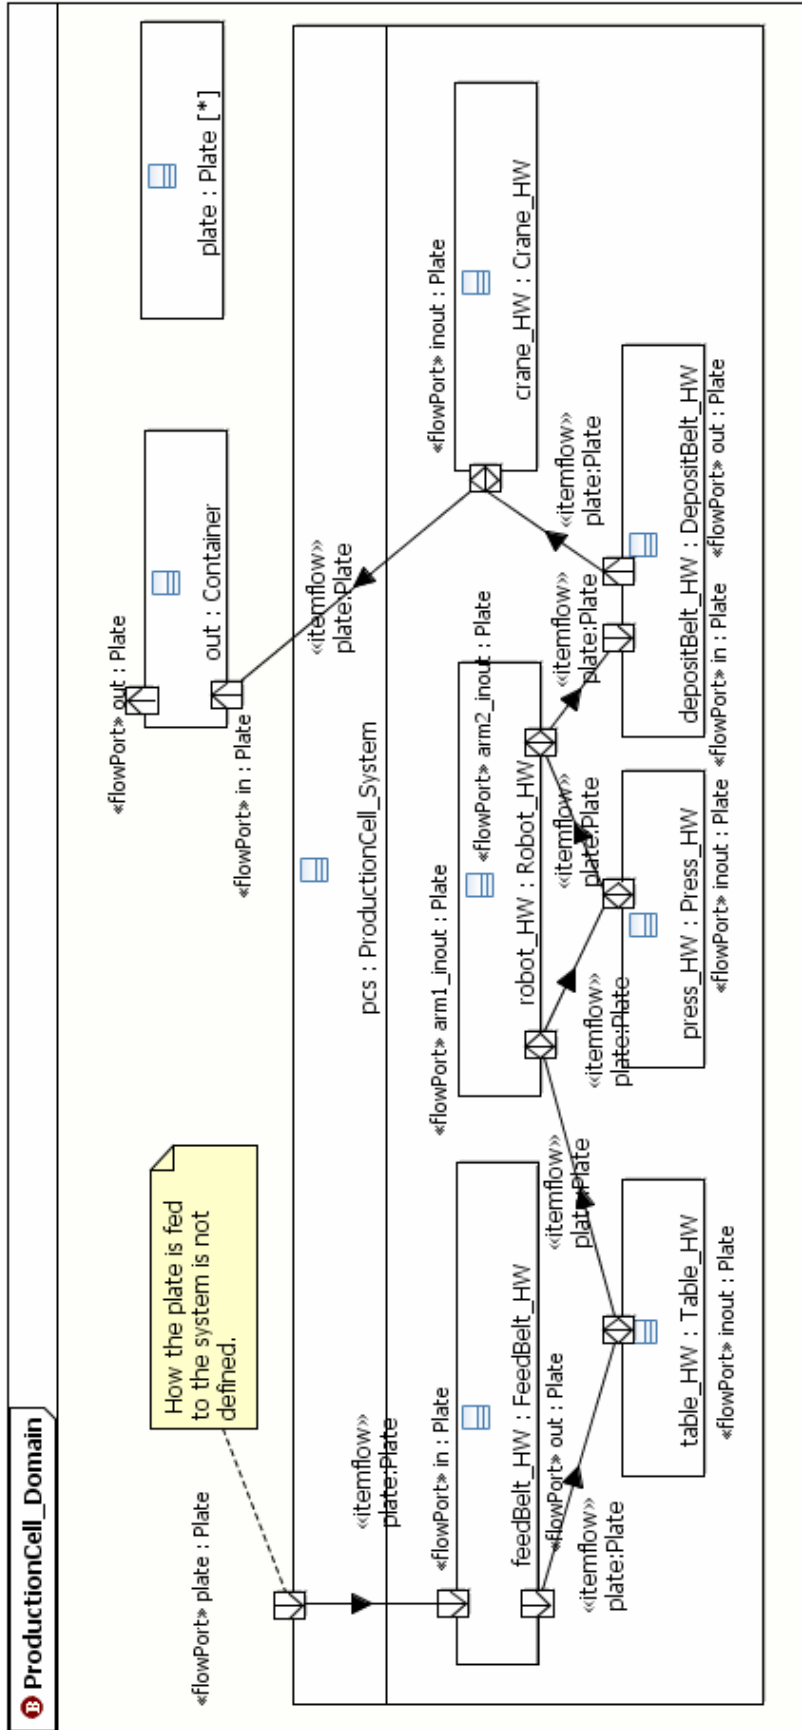 B ProductionCell_Domain
«flowPort» plate : Plate
How the plate is fed
to the system is not
defined.
«flowPort» out : Plate
out : Container
«flowPort» in : Plate
plate : Plate [*]
pcs : ProductionCell_System
«itemflow»
plate:Plate
«itemflow»
plate:Plate
«flowPort» in : Plate
feedBelt_HW : FeedBelt_HW
«flowPort» out : Plate
«itemflow»
plate:Plate
«flowPort» arm1_inout : Plate
«flowPort» arm2_inout : Plate
robot_HW : Robot_HW
«flowPort» inout : Plate
crane_HW : Crane_HW
«itemflow»
plate:Plate
«itemflow»
plate:Plate
«itemflow»
plate:Plate
«itemflow»
plate:Plate
«itemflow»
plate:Plate
table_HW : Table_HW
«flowPort» inout : Plate
press_HW : Press_HW
«flowPort» inout : Plate
depositBelt_HW : DepositBelt_HW
«flowPort» in : Plate
«flowPort» out : Plate